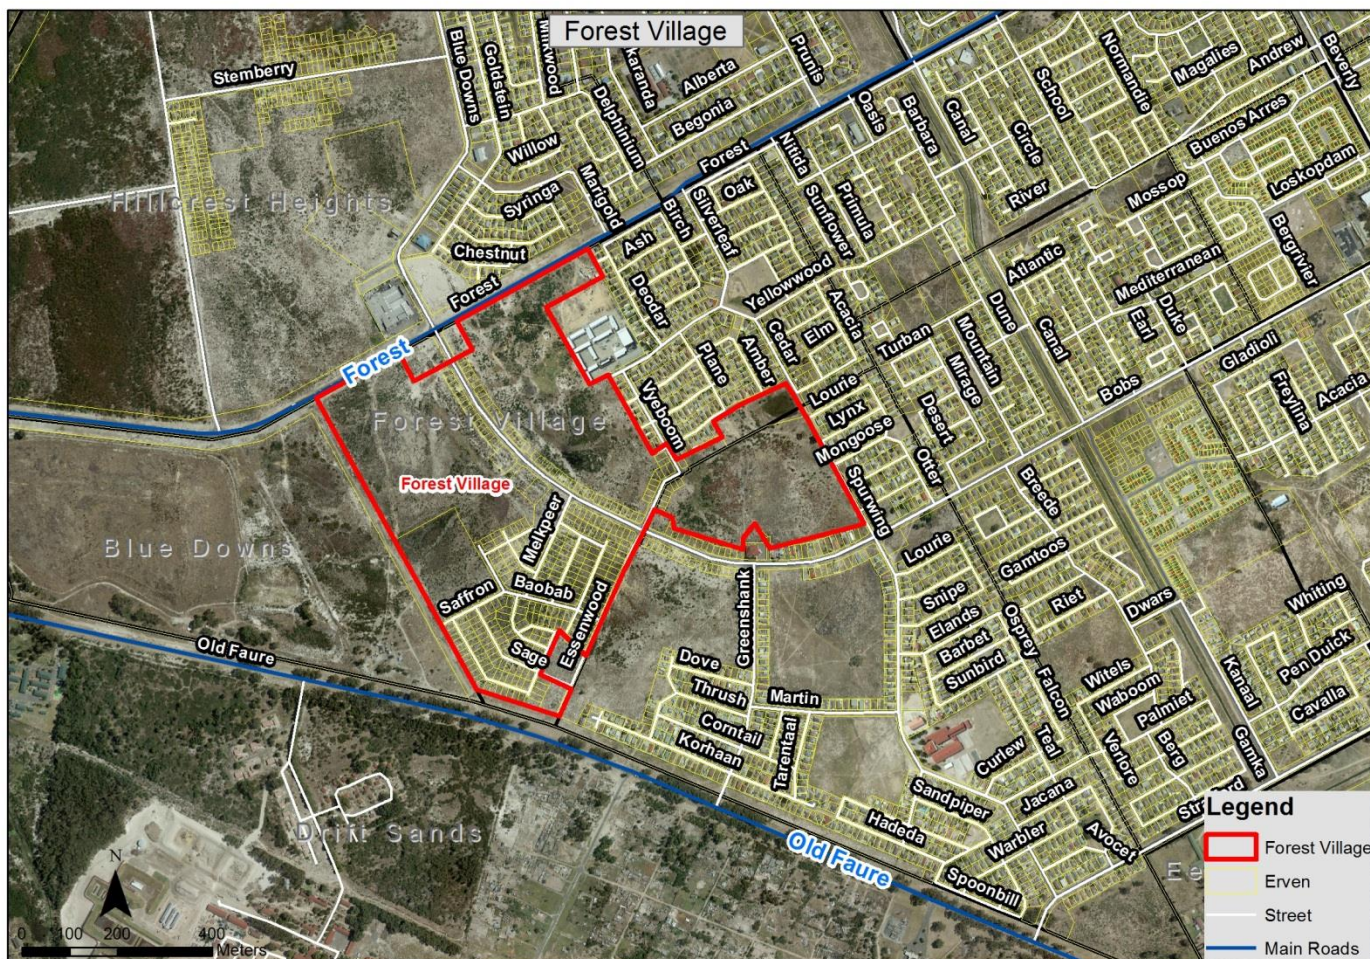 Forest Village
Stemberry
Blue Downs
Goldstein
Milkwood
Alberta
Begonia
Prunis
Delphinium
Willow
Marigold
Syringa
Chestnut
Hillcrest Heights
Forest
Forest
Forest
Oasis
Barbara
Canal
Circle
School
Normandie
Magalies
Andrew
Beverly
Buenos Arres
Loskopdam
River
Mossop
Bergrivier
Nitida
Oak
Silverleaf
Birch
Ash
Deodar
Sunflower
Primula
Yellowwood
Acacia
Elm
Cedar
Amber
Plane
Vyeboom
Atlantic
Mediterranean
Duke
Earl
Dune
Canal
Turban
Mountain
Mirage
Desert
Bobs
Gladioli
Freylina
Acacia
Lourie
Lynx
Mongoose
Otter
Spurwing
Forest Village
Forest Village
Blue Downs
Melkpeer
Baobab
Saffron
Sage
Essenwood
Greenshank
Old Faure
Breede
Gamtoos
Riet
Dwars
Lourie
Snipe
Elands
Barbet
Sunbird
Osprey
Falcon
Teal
Witels
Waboom
Palmiet
Berg
Verlore
Kanaal
Gamka
Whiting
Pen Duick
Cavalla
Dove
Thrush
Martin
Corntail
Korhaan
Tarentaal
Curlew
Sandpiper
Jacana
Hadeda
Warbler
Avocet
Spoonbill
Old Faure
Drift Sands
N
0 100 200 400
Meters
Legend
Forest Village
Erven
Street
Main Roads